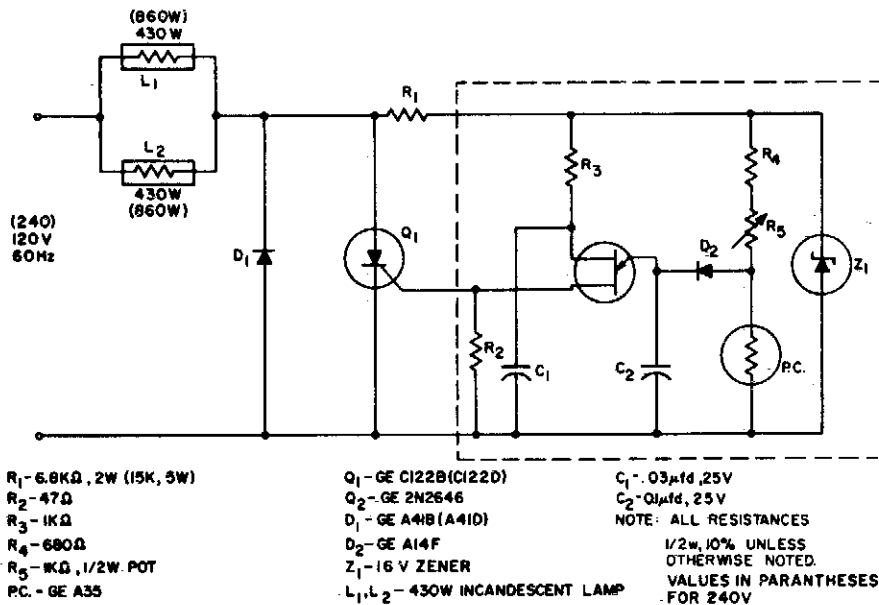 (860W)
430W
L1
L2
430W
(860W)
(240)
120V
60Hz
D1
Q1
R1
R2
R3
C1
C2
D2
R4
R5
Z1
P.C.
R1-6.8KΩ, 2W (15K, 5W)
R2-47Ω
R3-1KΩ
R4-680Ω
R5-1KΩ, 1/2W. POT
P.C. - GE A35
Q1-GE C122B(C122D)
Q2-GE 2N2646
D1-GE A41B(A41D)
D2-GE A14F
Z1-16 V ZENER
L1,L2-430W INCANDESCENT LAMP
C1-.03µfd, 25V
C2-0.1µfd, 25V
NOTE: ALL RESISTANCES
1/2w, 10% UNLESS
OTHERWISE NOTED.
VALUES IN PARANTHESES
FOR 240V